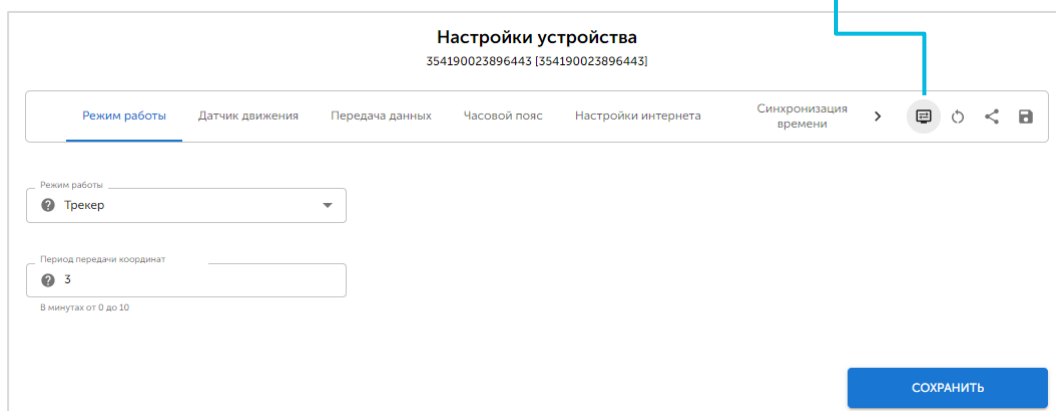 Настройки устройства
354190023896443 [354190023896443]
Режим работы Датчик движения Передача данных Часовой пояс Настройки интернета Синхронизация времени
Режим работы
Трекер
Период передачи координат
3
В минутах от 0 до 10
СОХРАНИТЬ